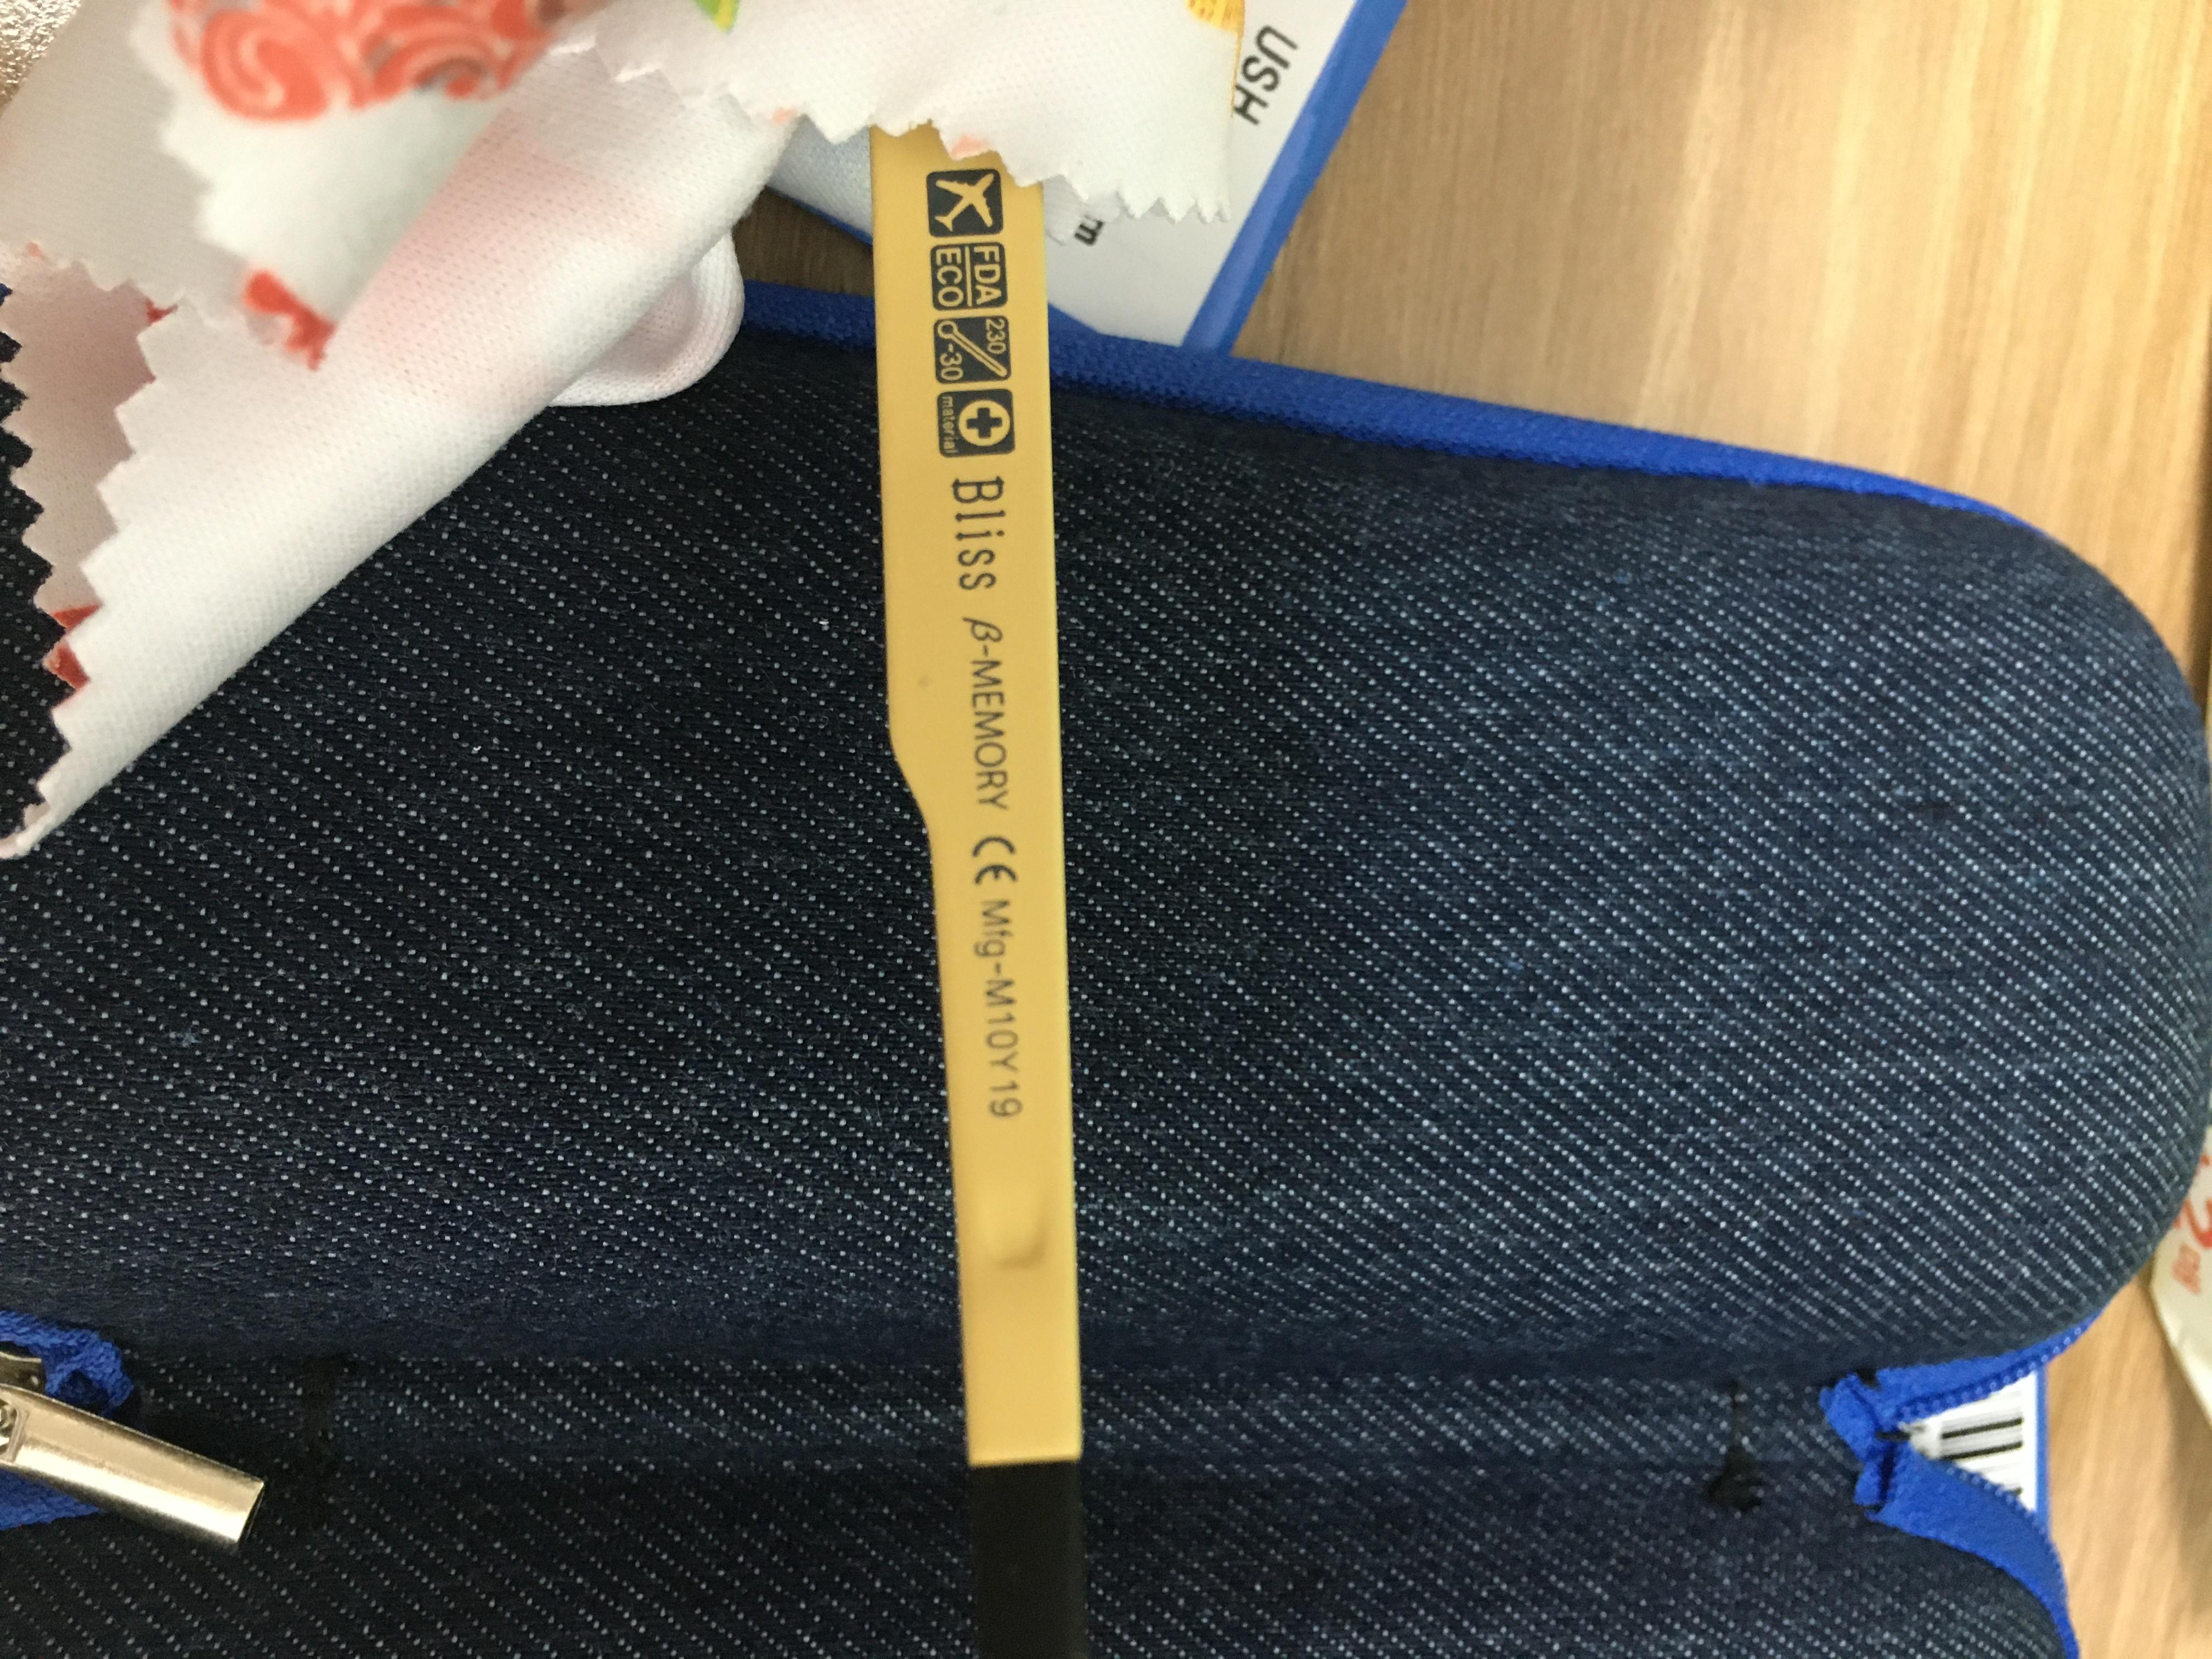 FDA
ECO
230
-30
material
Bliss β-MEMORY CE Mfg-M10Y19
USH